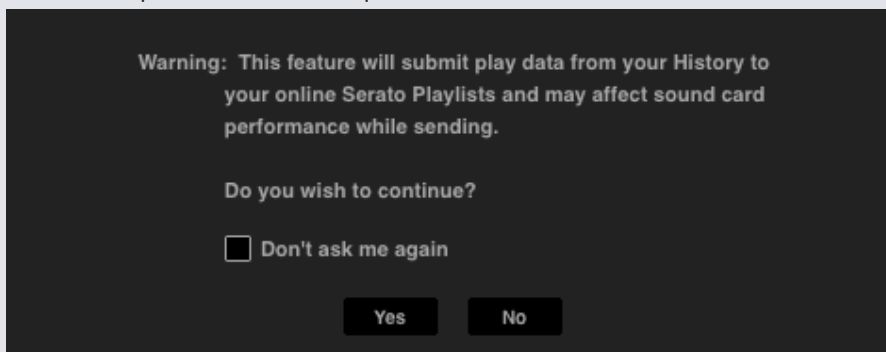 Warning: This feature will submit play data from your History to
your online Serato Playlists and may affect sound card
performance while sending.
Do you wish to continue?
Don't ask me again
Yes No